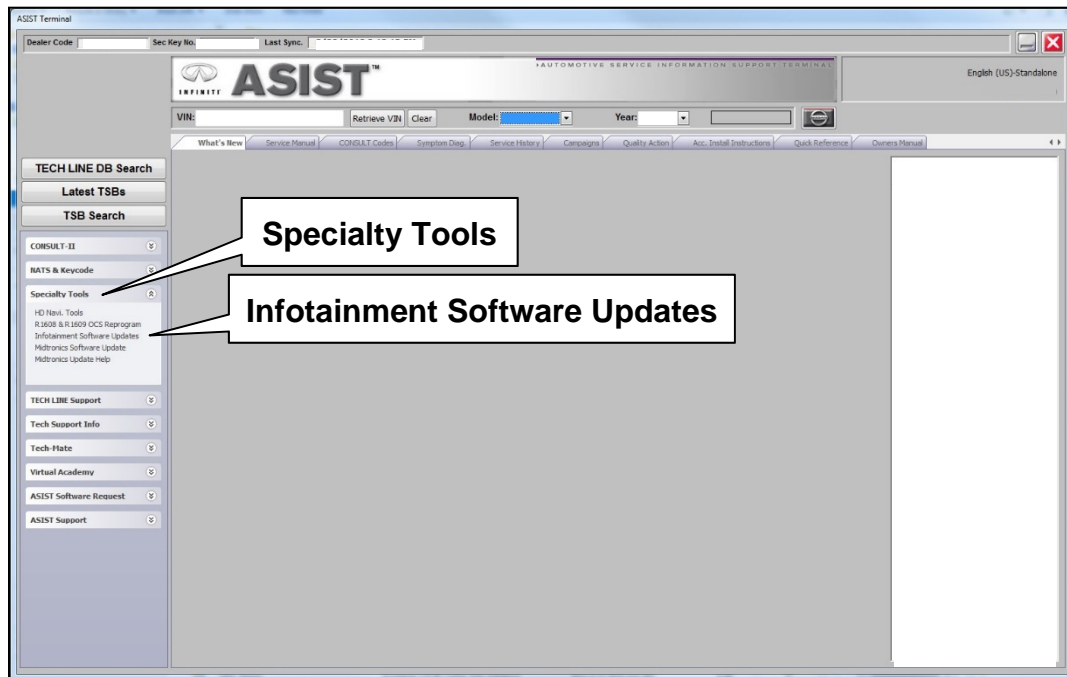 ASIST Terminal
Dealer Code Sec Key No. Last Sync.
INFINITI ASIST™
AUTOMOTIVE SERVICE INFORMATION SUPPORT TERMINAL
English (US)-Standalone
VIN: Retrieve VIN Clear Model: Year:
What's New Service Manual CONSULT Codes Symptom Diag. Service History Campaigns Quality Action Acc. Install Instructions Quick Reference Owners Manual
TECH LINE DB Search
Latest TSBs
TSB Search
CONSULT-II
NATS & Keycode
Specialty Tools
HD Navi. Tools
R1608 & R1609 OCS Reprogram
Infotainment Software Updates
Midtronics Software Update
Midtronics Update Help
TECH LINE Support
Tech Support Info
Tech-Mate
Virtual Academy
ASIST Software Request
ASIST Support
Specialty Tools
Infotainment Software Updates